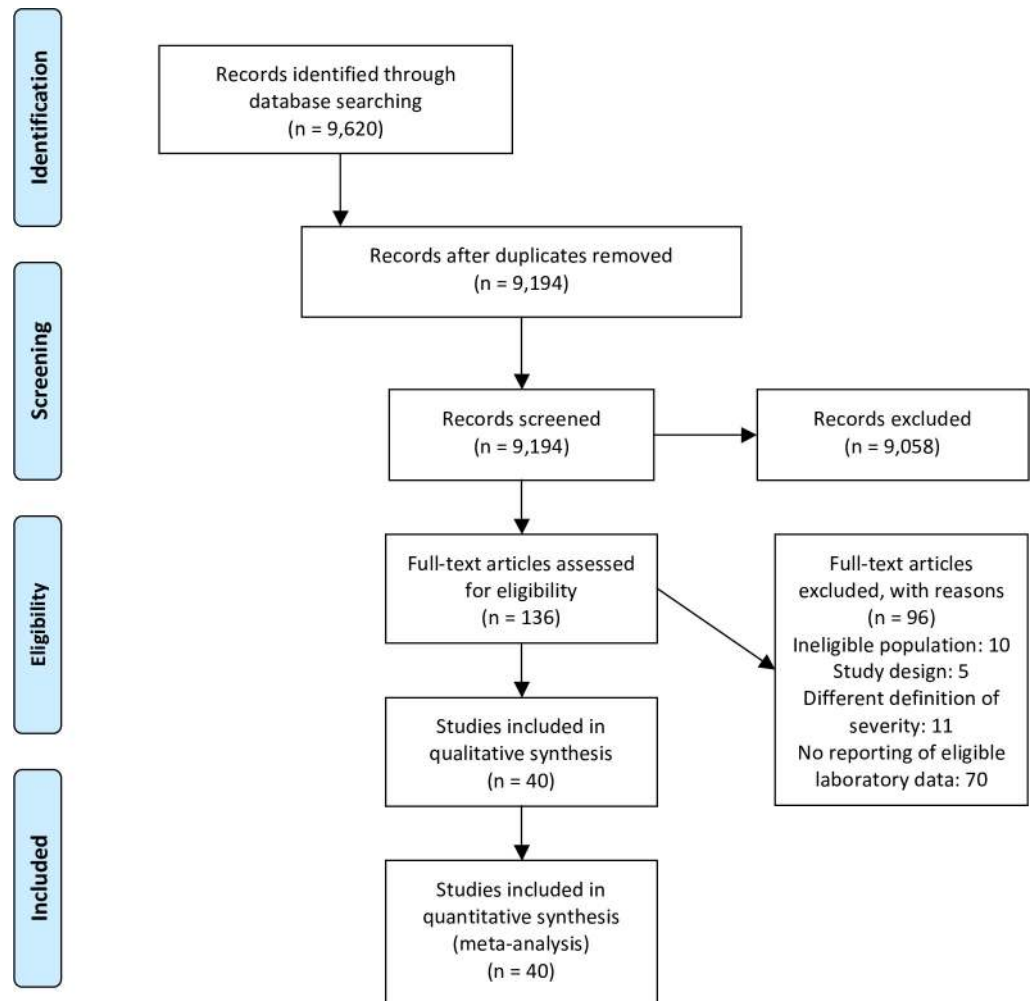 Identification
Records identified through
database searching
(n = 9,620)
Records after duplicates removed
(n = 9,194)
Screening
Records screened
(n = 9,194)
Records excluded
(n = 9,058)
Eligibility
Full-text articles assessed
for eligibility
(n = 136)
Full-text articles
excluded, with reasons
(n = 96)
Ineligible population: 10
Study design: 5
Different definition of
severity: 11
No reporting of eligible
laboratory data: 70
Studies included in
qualitative synthesis
(n = 40)
Included
Studies included in
quantitative synthesis
(meta-analysis)
(n = 40)